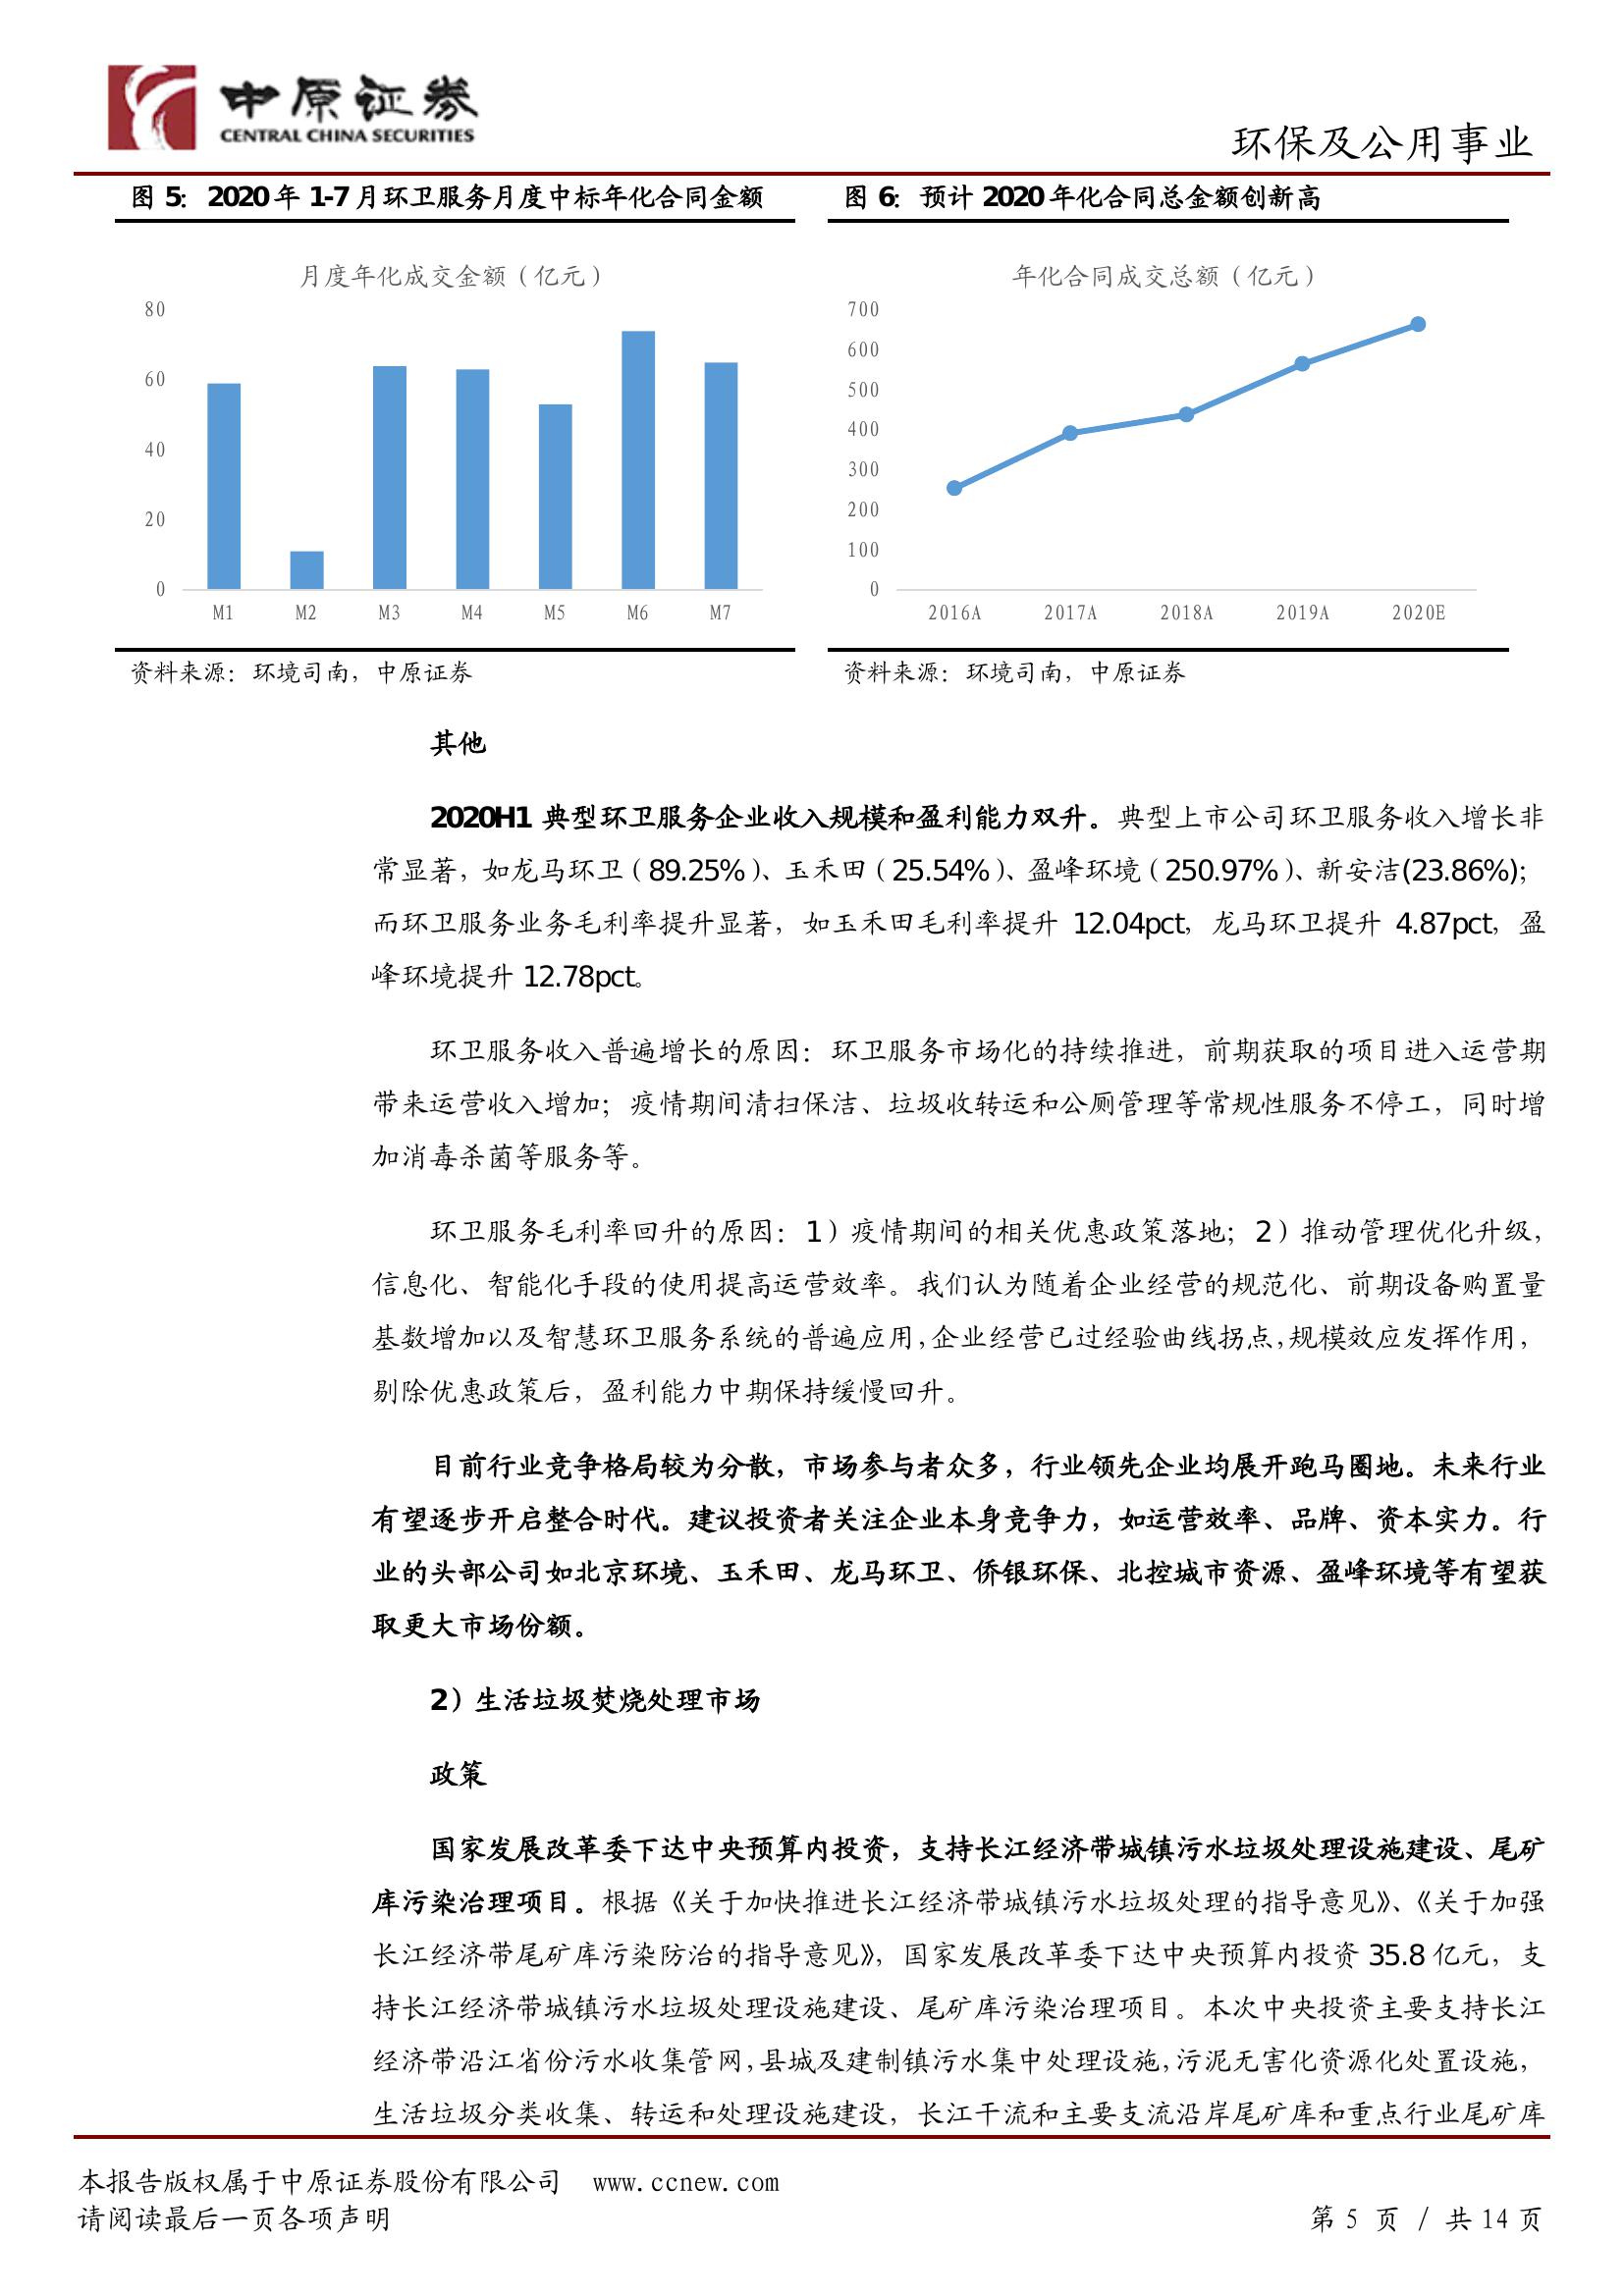 中原证券
CENTRAL CHINA SECURITIES
环保及公用事业
图 5： 2020 年 1-7 月环卫服务月度中标年化合同金额
图 6： 预计 2020 年化合同总金额创新高
月度年化成交金额（亿元）
80
60
40
20
0
M1 M2 M3 M4 M5 M6 M7
年化合同成交总额（亿元）
700
600
500
400
300
200
100
0
2016A 2017A 2018A 2019A 2020E
资料来源：环境司南，中原证券
资料来源：环境司南，中原证券
其他
2020H1 典型环卫服务企业收入规模和盈利能力双升。典型上市公司环卫服务收入增长非
常显著，如龙马环卫（89.25%）、玉禾田（25.54%）、盈峰环境（250.97%）、新安洁(23.86%)；
而环卫服务业务毛利率提升显著，如玉禾田毛利率提升 12.04pct，龙马环卫提升 4.87pct，盈
峰环境提升 12.78pct。
环卫服务收入普遍增长的原因：环卫服务市场化的持续推进，前期获取的项目进入运营期
带来运营收入增加；疫情期间清扫保洁、垃圾收转运和公厕管理等常规性服务不停工，同时增
加消毒杀菌等服务等。
环卫服务毛利率回升的原因：1）疫情期间的相关优惠政策落地；2）推动管理优化升级，
信息化、智能化手段的使用提高运营效率。我们认为随着企业经营的规范化、前期设备购置量
基数增加以及智慧环卫服务系统的普遍应用，企业经营已过经验曲线拐点，规模效应发挥作用，
剔除优惠政策后，盈利能力中期保持缓慢回升。
目前行业竞争格局较为分散，市场参与者众多，行业领先企业均展开跑马圈地。未来行业
有望逐步开启整合时代。建议投资者关注企业本身竞争力，如运营效率、品牌、资本实力。行
业的头部公司如北京环境、玉禾田、龙马环卫、侨银环保、北控城市资源、盈峰环境等有望获
取更大市场份额。
2）生活垃圾焚烧处理市场
政策
国家发展改革委下达中央预算内投资，支持长江经济带城镇污水垃圾处理设施建设、尾矿
库污染治理项目。根据《关于加快推进长江经济带城镇污水垃圾处理的指导意见》、《关于加强
长江经济带尾矿库污染防治的指导意见》，国家发展改革委下达中央预算内投资 35.8 亿元，支
持长江经济带城镇污水垃圾处理设施建设、尾矿库污染治理项目。本次中央投资主要支持长江
经济带沿江省份污水收集管网，县城及建制镇污水集中处理设施，污泥无害化资源化处置设施，
生活垃圾分类收集、转运和处理设施建设，长江干流和主要支流沿岸尾矿库和重点行业尾矿库
本报告版权属于中原证券股份有限公司 www.ccnew.com
请阅读最后一页各项声明
第 5 页 / 共 14 页